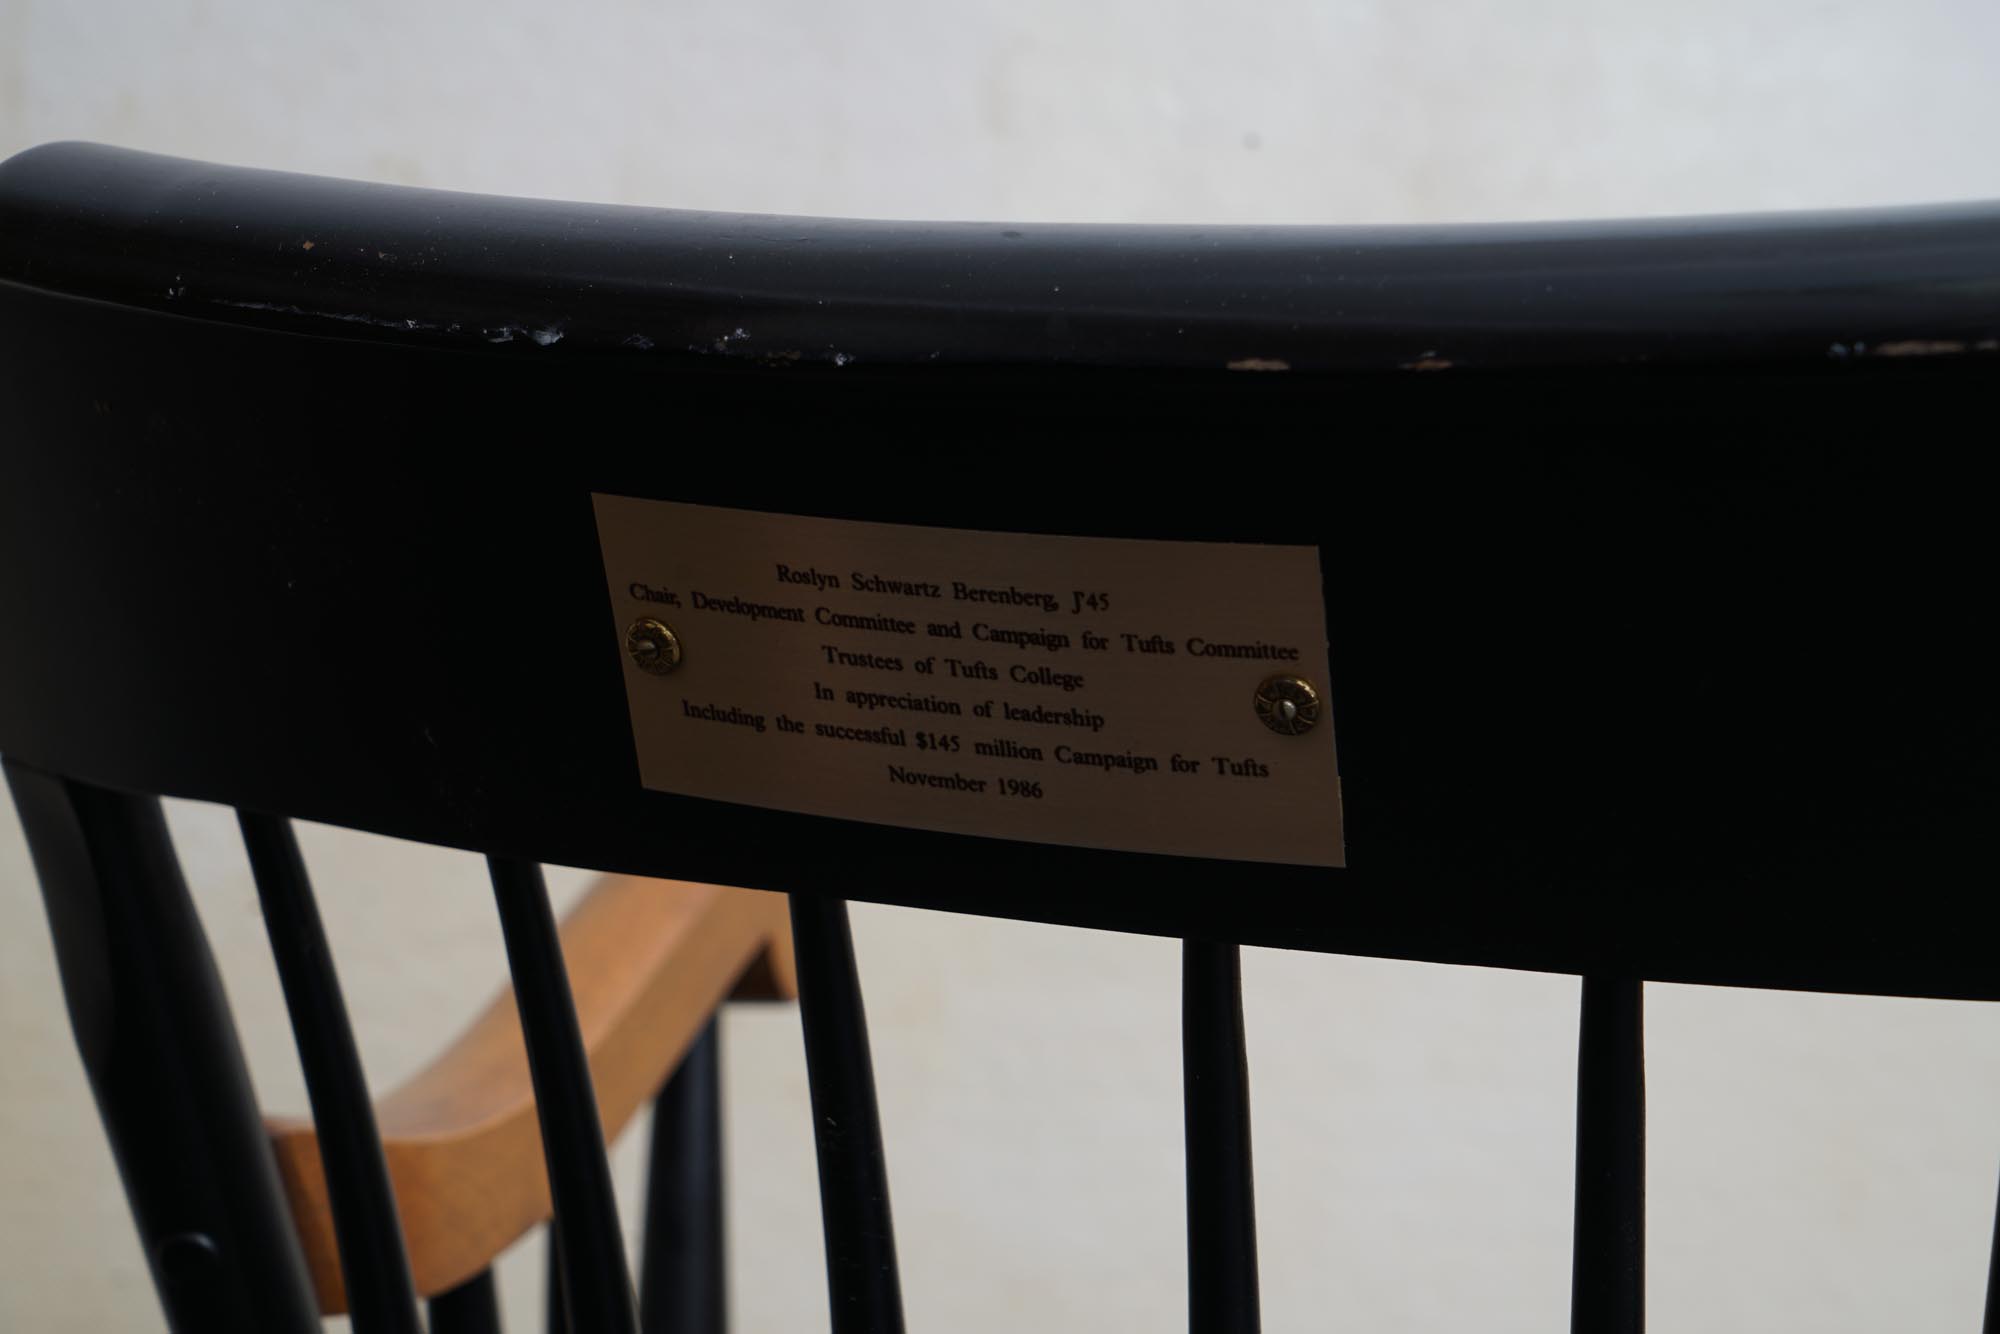 Roslyn Schwartz Berenberg, J'45
Chair, Development Committee and Campaign for Tufts Committee
Trustees of Tufts College
In appreciation of leadership
Including the successful $145 million Campaign for Tufts
November 1986